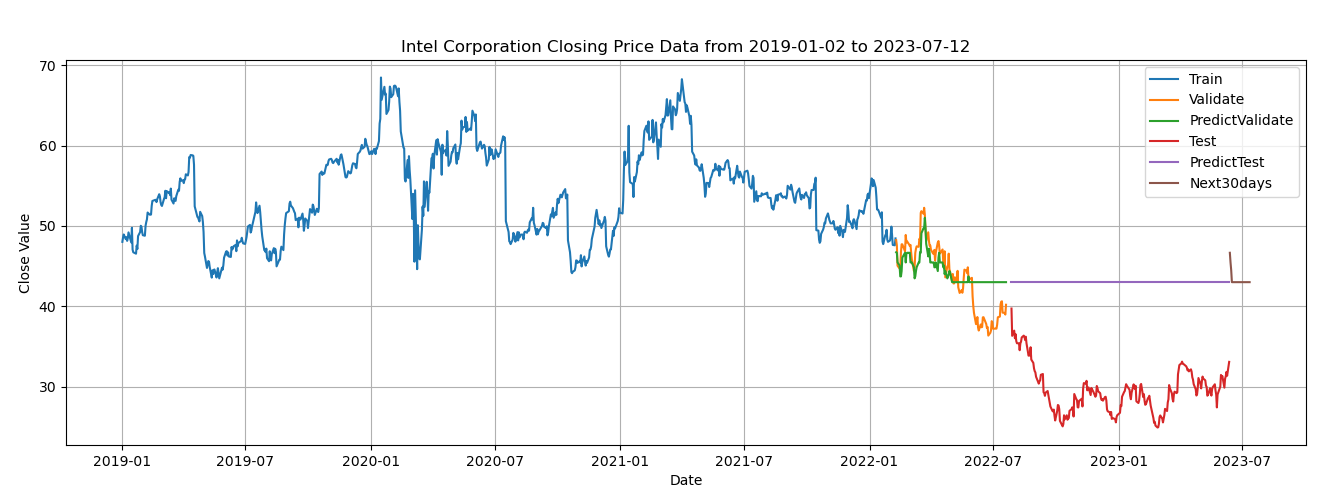 Intel Corporation Closing Price Data from 2019-01-02 to 2023-07-12
70
60
50
40
30
Close Value
2019-01
2019-07
2020-01
2020-07
2021-01
2021-07
2022-01
2022-07
2023-01
2023-07
Date
Train
Validate
PredictValidate
Test
PredictTest
Next30days